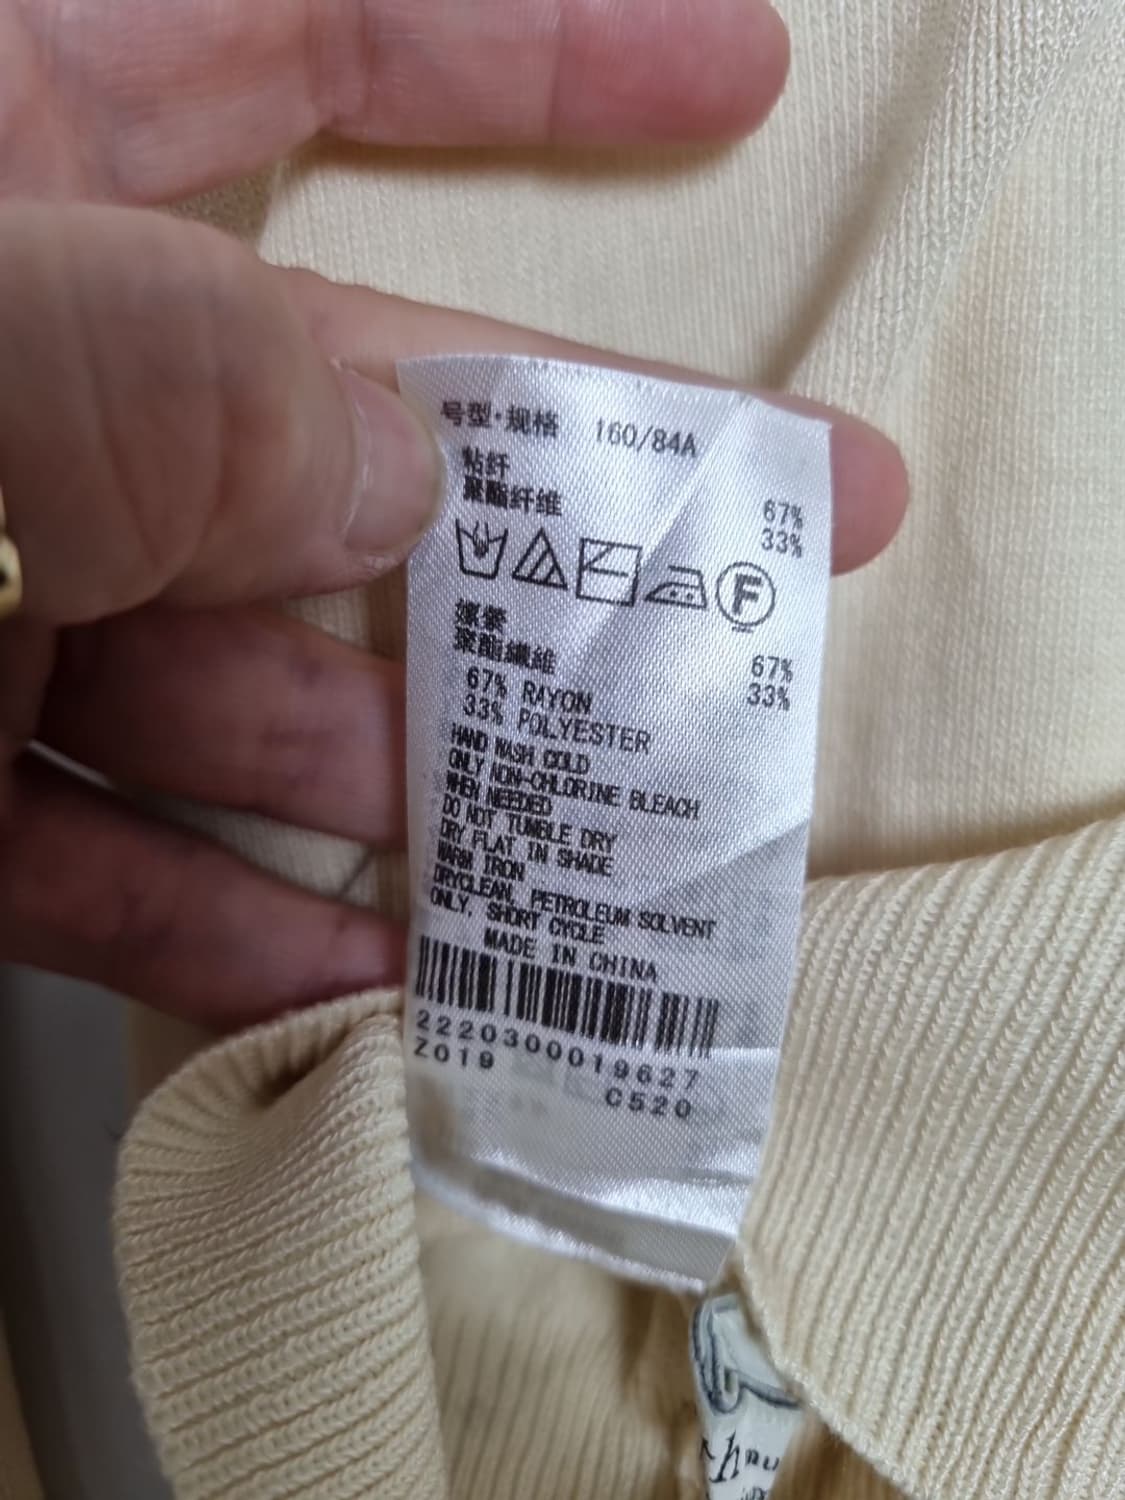 号型·规格 160/84A
粘纤 67%
聚酯纤维 33%
F
嫘縈 67%
聚酯纖維 33%
67% RAYON
33% POLYESTER
HAND WASH COLD
ONLY NON-CHLORINE BLEACH
WHEN NEEDED
DO NOT TUMBLE DRY
DRY FLAT IN SHADE
WARM IRON
DRYCLEAN, PETROLEUM SOLVENT
ONLY, SHORT CYCLE
MADE IN CHINA
2220300019627
Z019
C520